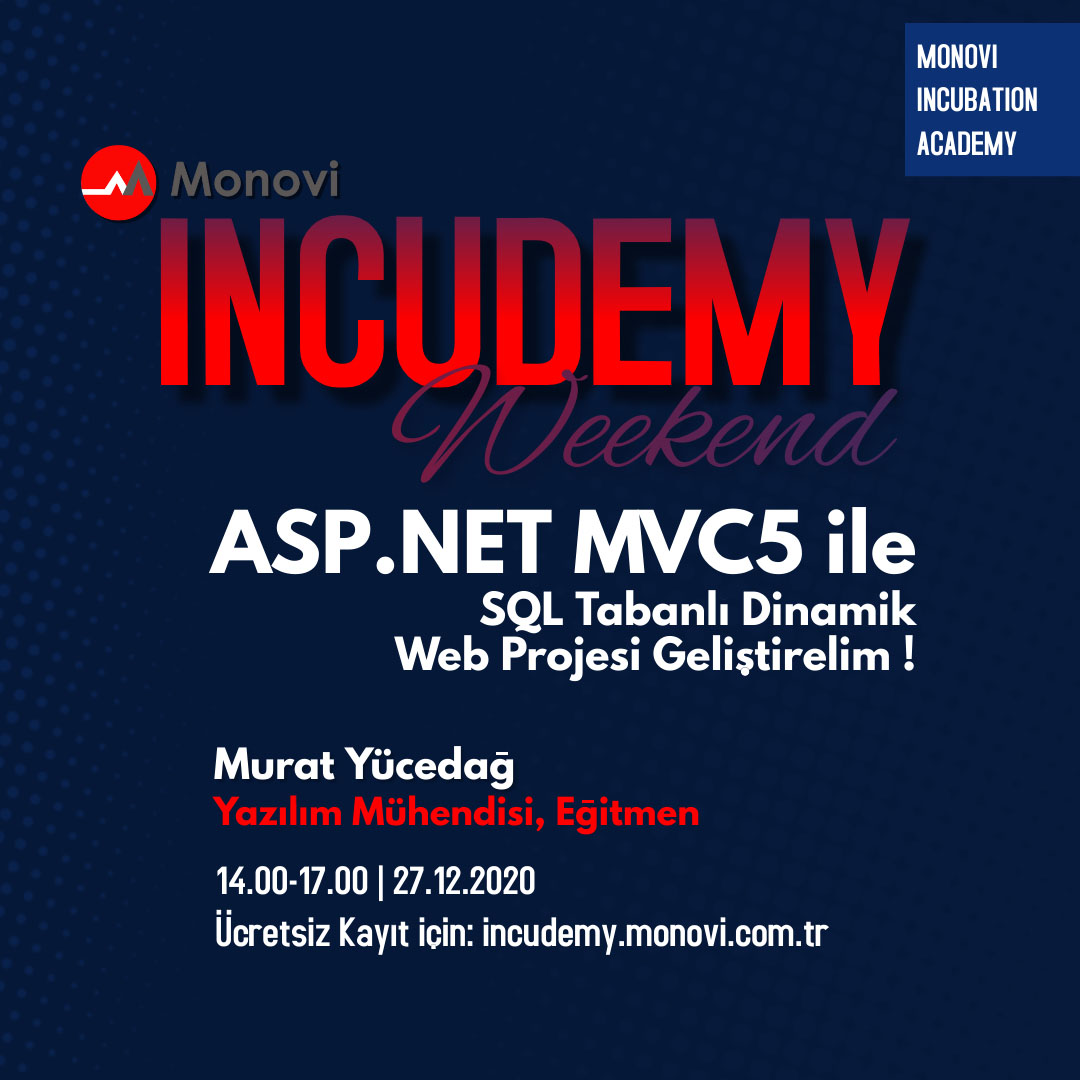 MONOVI
INCUBATION
ACADEMY
Monovi
INCUDEMY
Weekend
ASP.NET MVC5 ile
SQL Tabanlı Dinamik
Web Projesi Geliştirelim !
Murat Yücedağ
Yazılım Mühendisi, Eğitmen
14.00-17.00 | 27.12.2020
Ücretsiz Kayıt için: incudemy.monovi.com.tr